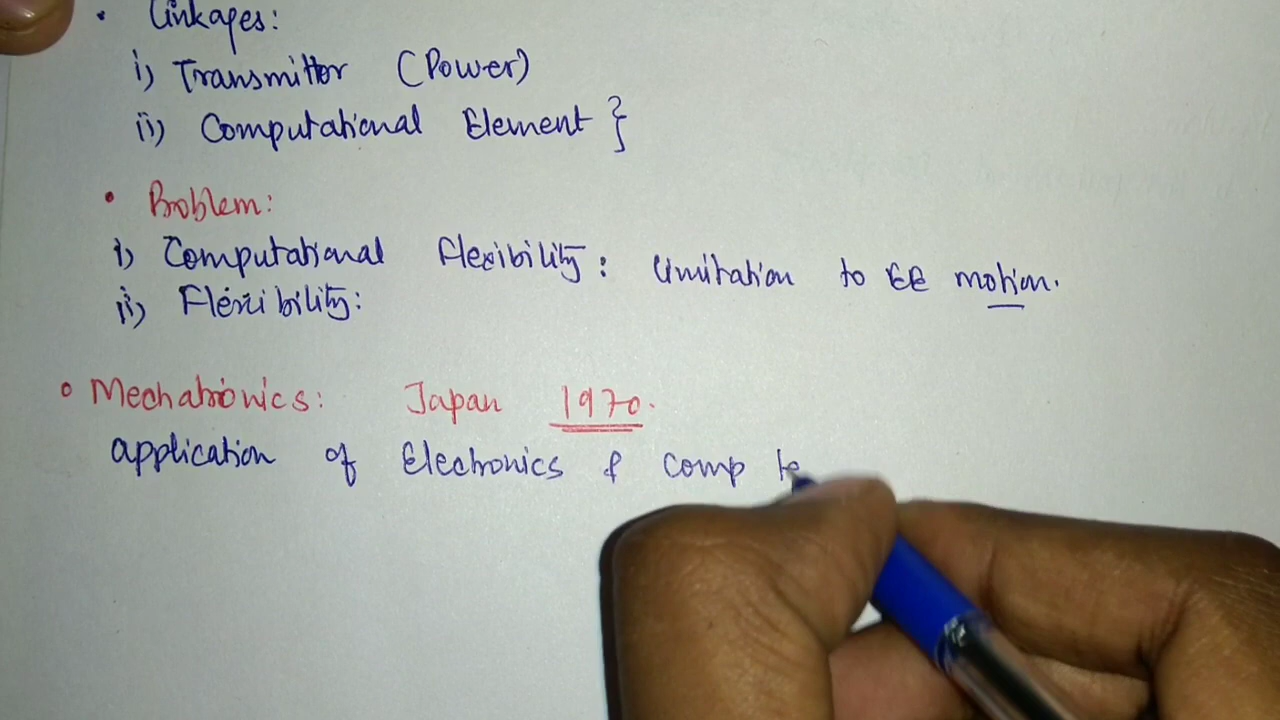 • Linkages:
i) Transmitter (Power)
ii) Computational Element }
• Problem:
i) Computational Flexibility: Limitation to EE motion.
ii) Flexibility:
• Mechatronics: Japan 1970.
application of Electronics & comp te